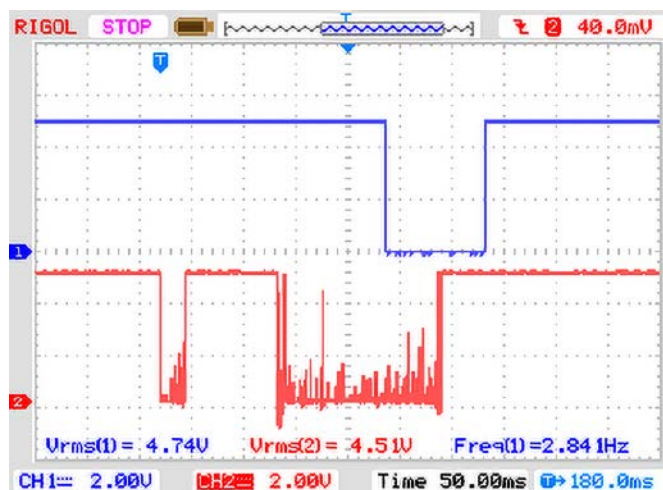 RIGOL STOP T 2 40.0mV
T
1
2
Vrms(1)= 4.74V Vrms(2)= 4.51V Freq(1)=2.841Hz
CH1 2.00V CH2 2.00V Time 50.00ms T→180.0ms